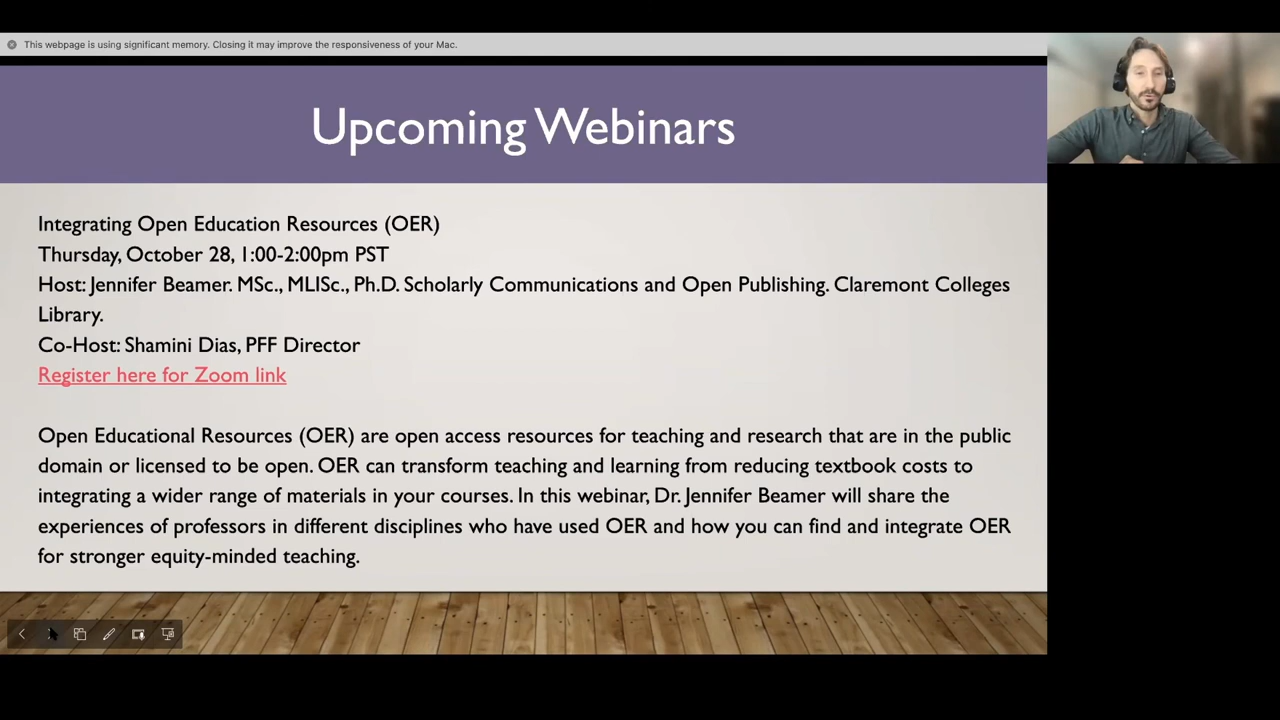 This webpage is using significant memory. Closing it may improve the responsiveness of your Mac.
Upcoming Webinars
Integrating Open Education Resources (OER)
Thursday, October 28, 1:00-2:00pm PST
Host: Jennifer Beamer. MSc., MLISc., Ph.D. Scholarly Communications and Open Publishing. Claremont Colleges
Library.
Co-Host: Shamini Dias, PFF Director
Register here for Zoom link
Open Educational Resources (OER) are open access resources for teaching and research that are in the public
domain or licensed to be open. OER can transform teaching and learning from reducing textbook costs to
integrating a wider range of materials in your courses. In this webinar, Dr. Jennifer Beamer will share the
experiences of professors in different disciplines who have used OER and how you can find and integrate OER
for stronger equity-minded teaching.